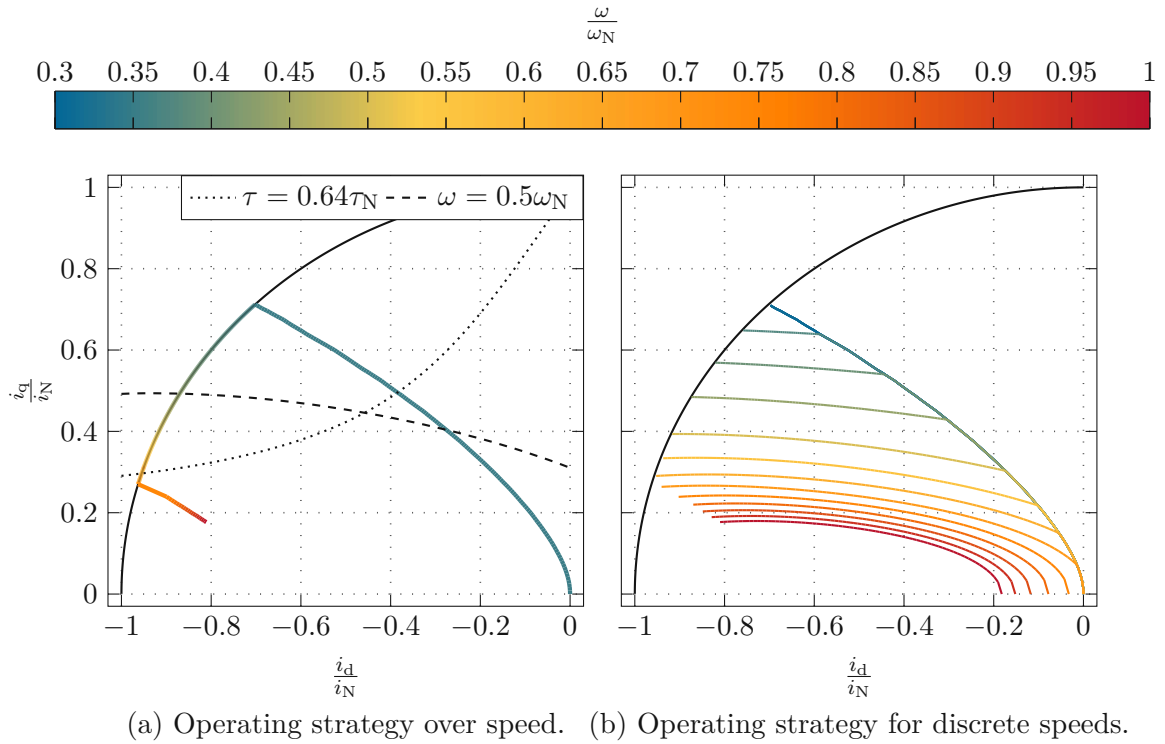 ω/ω_N
0.3 0.35 0.4 0.45 0.5 0.55 0.6 0.65 0.7 0.75 0.8 0.85 0.9 0.95 1
τ = 0.64τ_N ω = 0.5ω_N
1
0.8
0.6
0.4
0.2
0
i_q/i_N
−1 −0.8 −0.6 −0.4 −0.2 0
i_d/i_N
(a) Operating strategy over speed.
−1 −0.8 −0.6 −0.4 −0.2 0
i_d/i_N
(b) Operating strategy for discrete speeds.